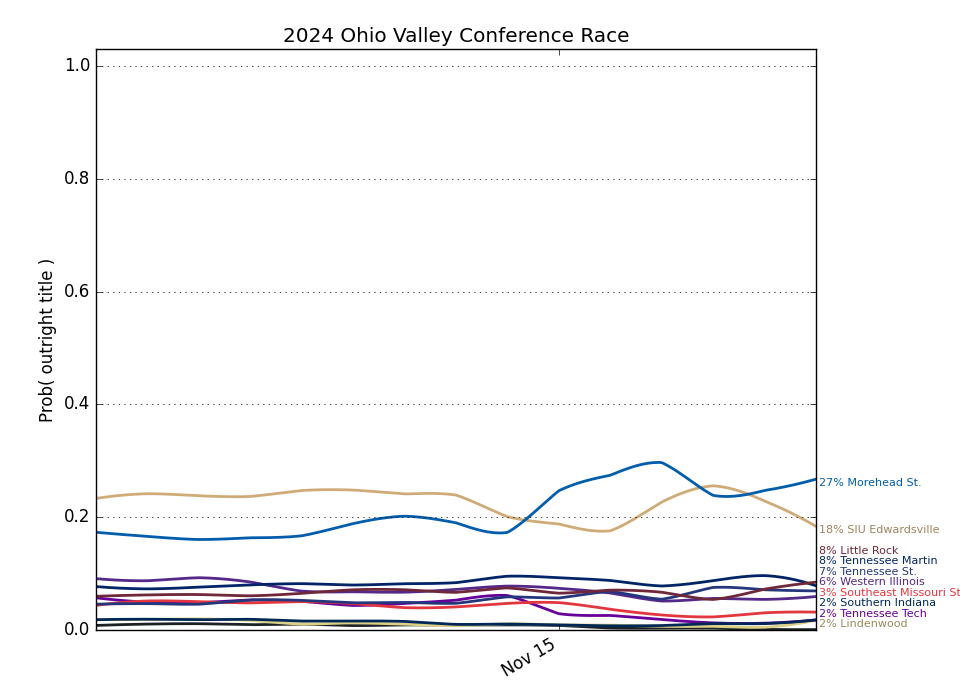 2024 Ohio Valley Conference Race
1.0
0.8
0.6
0.4
0.2
0.0
Prob( outright title )
Nov 15
27% Morehead St.
18% SIU Edwardsville
8% Little Rock
8% Tennessee Martin
7% Tennessee St.
6% Western Illinois
3% Southeast Missouri St
2% Southern Indiana
2% Tennessee Tech
2% Lindenwood